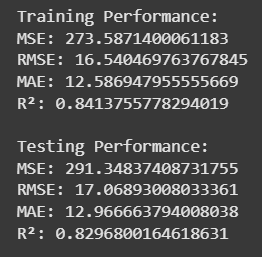 Training Performance:
MSE: 273.5871400061183
RMSE: 16.540469763767845
MAE: 12.586947955555669
R²: 0.8413755778294019
Testing Performance:
MSE: 291.34837408731755
RMSE: 17.06893008033361
MAE: 12.966663794008038
R²: 0.8296800164618631